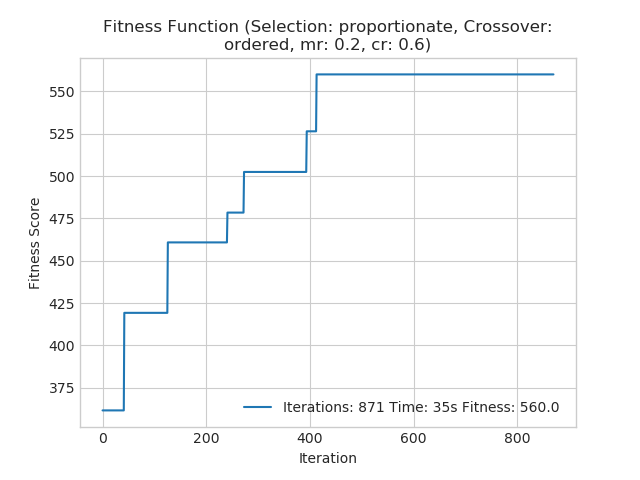 Fitness Function (Selection: proportionate, Crossover:
ordered, mr: 0.2, cr: 0.6)
Fitness Score
550
525
500
475
450
425
400
375
Iterations: 871 Time: 35s Fitness: 560.0
0 200 400 600 800
Iteration